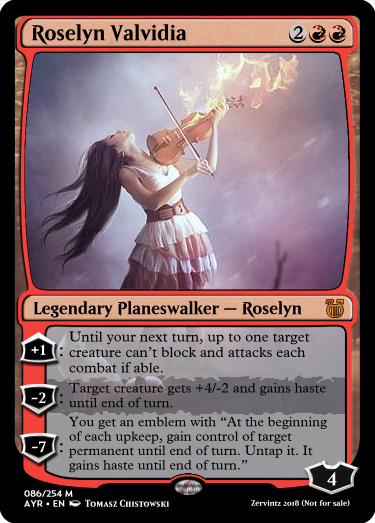 Roselyn Valvidia 2
Legendary Planeswalker — Roselyn
+1: Until your next turn, up to one target
creature can't block and attacks each
combat if able.
-2: Target creature gets +4/-2 and gains haste
until end of turn.
You get an emblem with “At the beginning
of each upkeep, gain control of target
-7: permanent until end of turn. Untap it. It
gains haste until end of turn.”
4
086/254 M
AYR • EN Tomasz Chistowski
Zervintz 2018 (Not for sale)